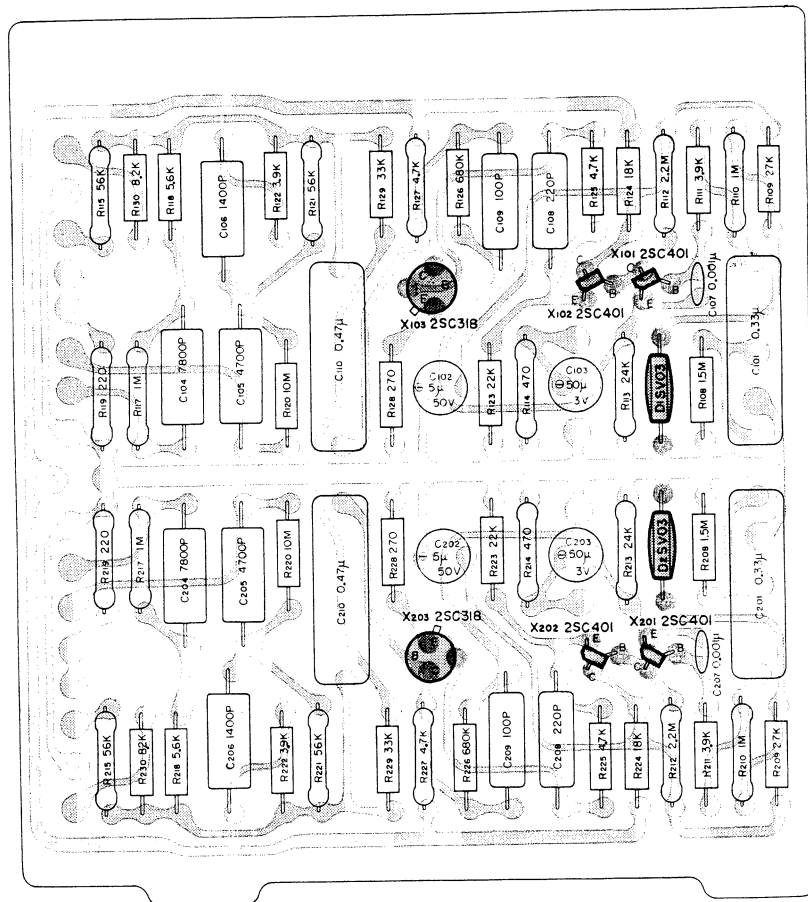 R115 56K
R130 8.2K
R118 5.6K
C106 1400P
R122 3.9K
R121 56K
R129 33K
R127 4.7K
R126 680K
C109 100P
C108 220P
R125 4.7K
R124 18K
R112 2.2M
R111 3.9K
R110 1M
R109 27K
X101 2SC401
C
B
E
X103 2SC318
C
B
E
X102 2SC401
C
B
E
C107 0.001μ
R119 220
R117 1M
C104 7800P
C105 4700P
R120 10M
C110 0.47μ
R128 270
C102
5μ
50V
R123 22K
R114 470
C103
⊖50μ
3V
R113 24K
D1SV03
R108 1.5M
C101 0.33μ
R219 220
R217 1M
C204 7800P
C205 4700P
R220 10M
C210 0.47μ
R228 270
C202
5μ
50V
R223 22K
R214 470
C203
⊖50μ
3V
R213 24K
D1SV03
R208 1.5M
C201 0.33μ
X203 2SC318
B
E
X202 2SC401
E
B
C
X201 2SC401
E
B
C
C207 0.001μ
R215 56K
R230 8.2K
R218 5.6K
C206 1400P
R222 3.9K
R221 56K
R229 33K
R227 4.7K
R226 680K
C209 100P
C208 220P
R225 4.7K
R224 18K
R212 2.2M
R211 3.9K
R210 1M
R209 27K